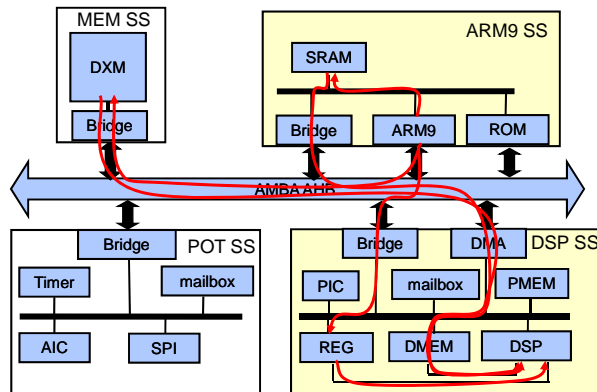 MEM SS
ARM9 SS
DXM
SRAM
Bridge
Bridge
ARM9
ROM
AMBA AHB
Bridge
POT SS
Bridge
DMA
DSP SS
Timer
mailbox
PIC
mailbox
PMEM
AIC
SPI
REG
DMEM
DSP